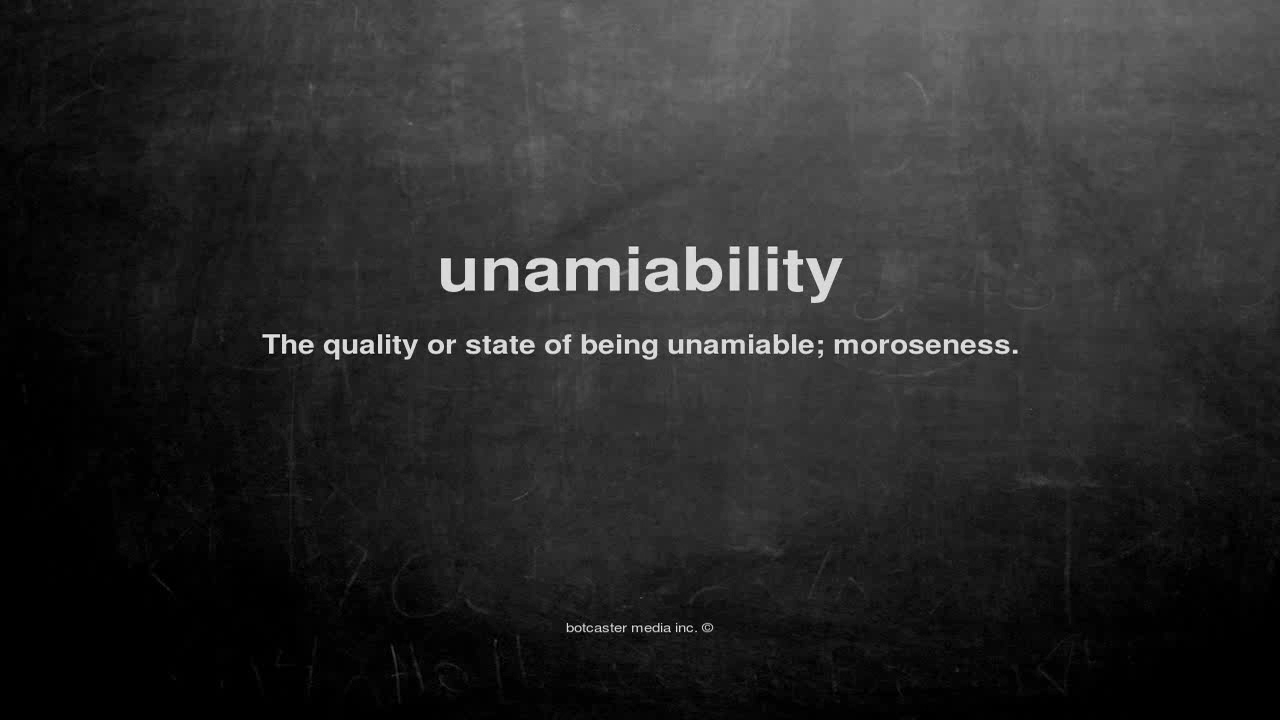 unamiability
The quality or state of being unamiable; moroseness.
botcaster media inc. ©